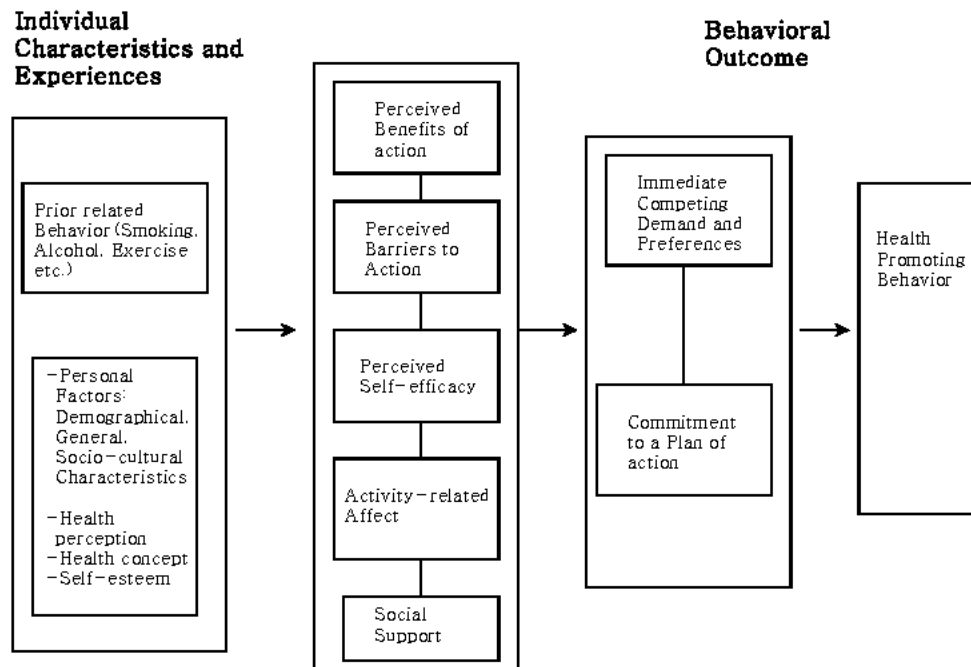 Individual
Characteristics and
Experiences
Prior related
Behavior(Smoking,
Alcohol, Exercise
etc.)
-Personal
Factors:
Demographical,
General,
Socio-cultural
Characteristics
-Health
perception
-Health concept
-Self-esteem
Perceived
Benefits of
action
Perceived
Barriers to
Action
Perceived
Self-efficacy
Activity-related
Affect
Social
Support
Behavioral
Outcome
Immediate
Competing
Demand and
Preferences
Commitment
to a Plan of
action
Health
Promoting
Behavior